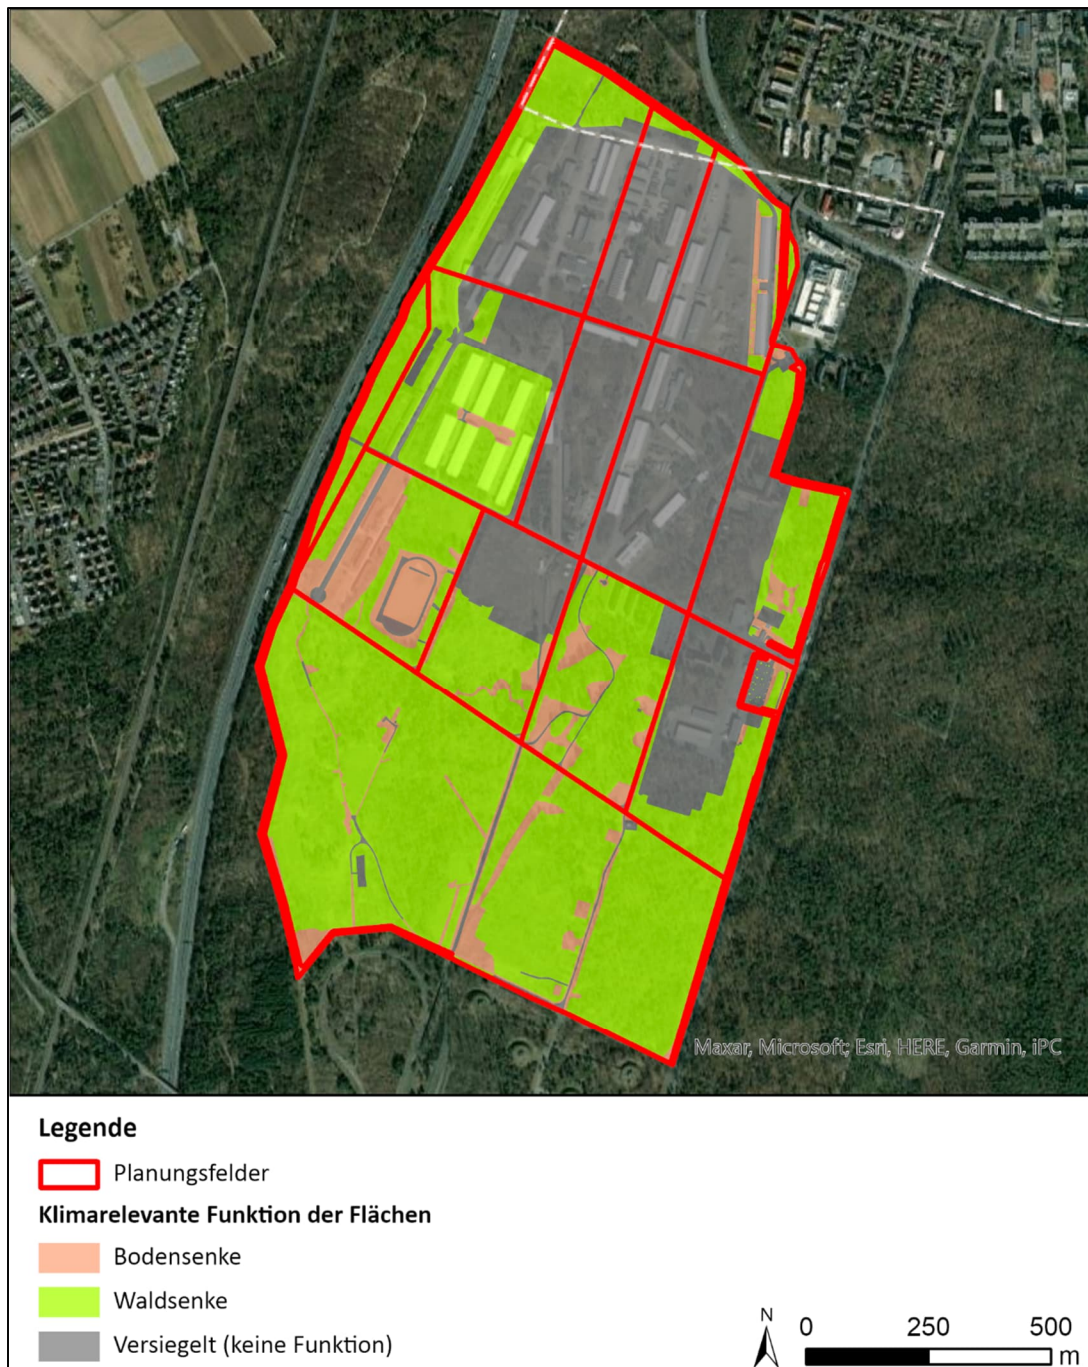 Maxar, Microsoft; Esri, HERE, Garmin, iPC
Legende
Planungsfelder
Klimarelevante Funktion der Flächen
Bodensenke
Waldsenke
Versiegelt (keine Funktion)
N
0 250 500
m